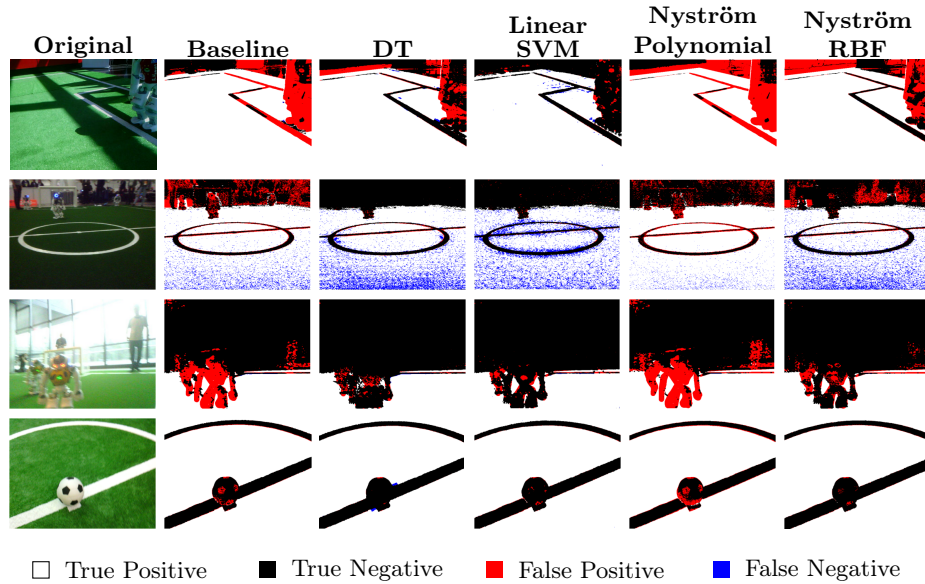 Original
Baseline
DT
Linear
SVM
Nyström
Polynomial
Nyström
RBF
True Positive
True Negative
False Positive
False Negative